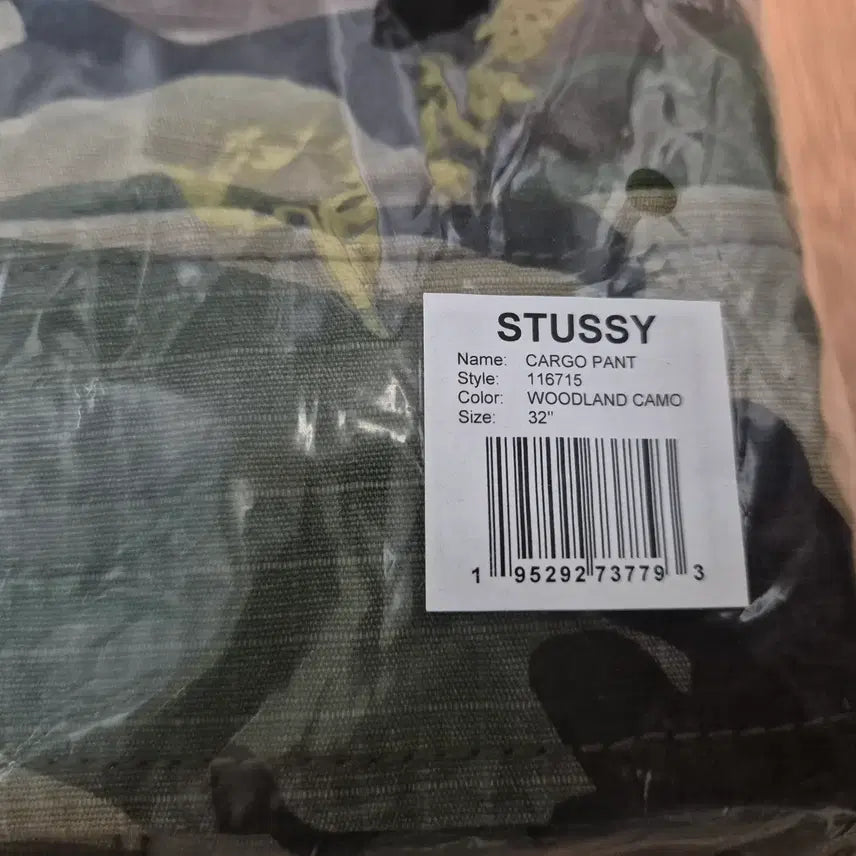 STUSSY
Name: CARGO PANT
Style: 116715
Color: WOODLAND CAMO
Size: 32"
1 95292 73779 3